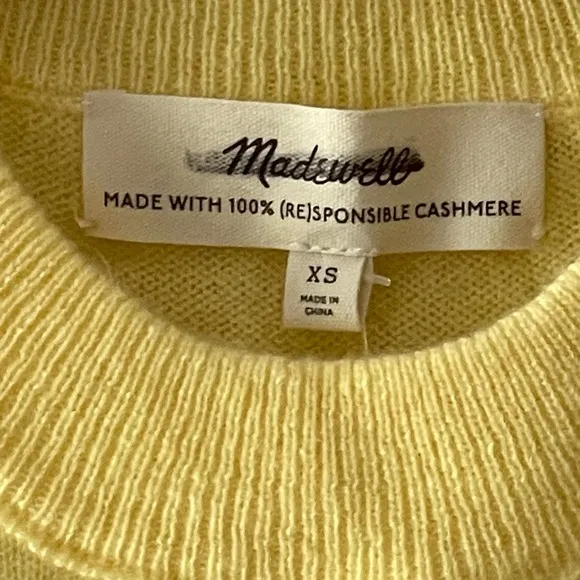 Madewell
MADE WITH 100% (RE)SPONSIBLE CASHMERE
XS
MADE IN
CHINA